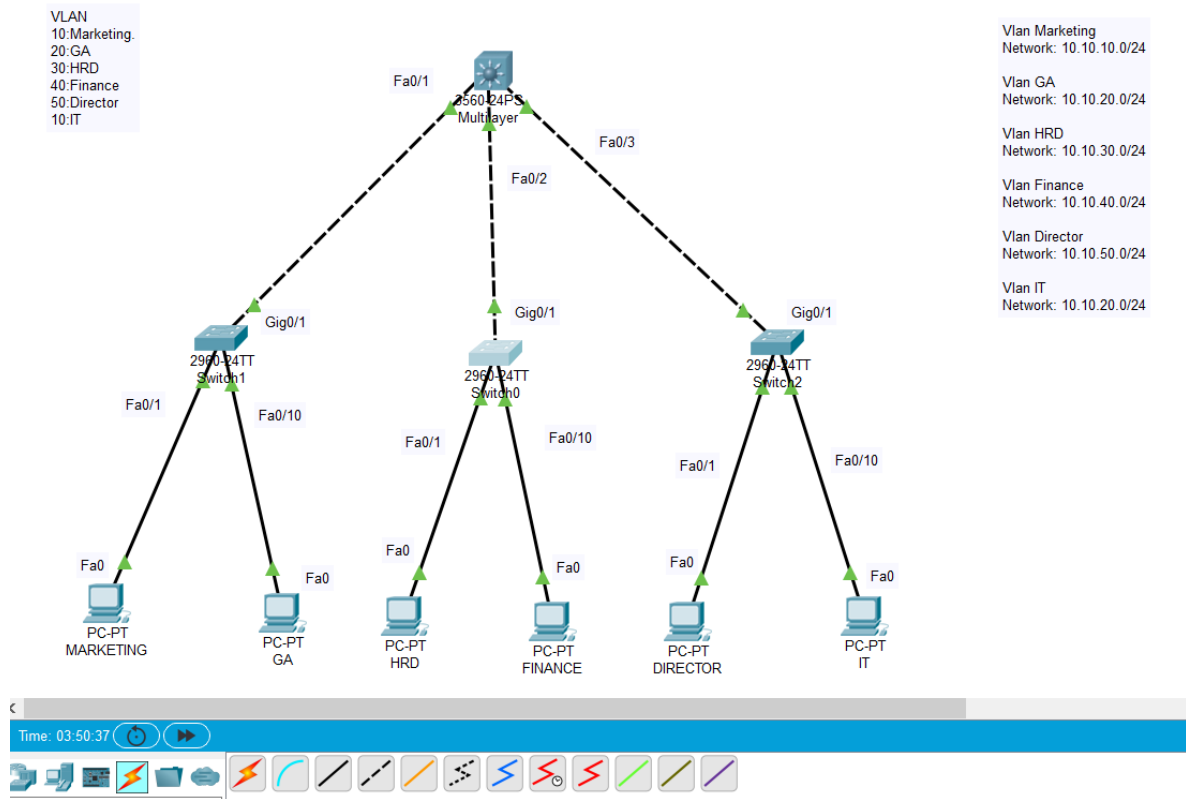 VLAN
10:Marketing.
20:GA
30:HRD
40:Finance
50:Director
10:IT
Vlan Marketing
Network: 10.10.10.0/24
Vlan GA
Network: 10.10.20.0/24
Vlan HRD
Network: 10.10.30.0/24
Vlan Finance
Network: 10.10.40.0/24
Vlan Director
Network: 10.10.50.0/24
Vlan IT
Network: 10.10.20.0/24
Fa0/1
3560-24PS
Multilayer
Fa0/2
Fa0/3
Gig0/1
Gig0/1
Gig0/1
2960-24TT
Switch1
2960-24TT
Switch0
2960-24TT
Switch2
Fa0/1
Fa0/10
Fa0/1
Fa0/10
Fa0/1
Fa0/10
Fa0
Fa0
Fa0
Fa0
Fa0
Fa0
PC-PT
MARKETING
PC-PT
GA
PC-PT
HRD
PC-PT
FINANCE
PC-PT
DIRECTOR
PC-PT
IT
Time: 03:50:37